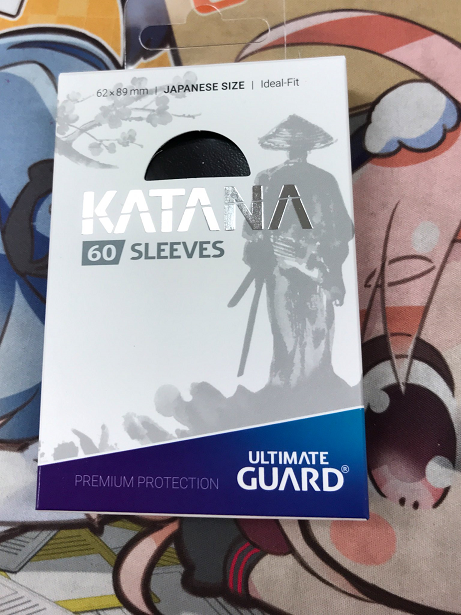 62 x 89 mm | JAPANESE SIZE | Ideal-Fit
KATANA
60 SLEEVES
PREMIUM PROTECTION
ULTIMATE
GUARD®